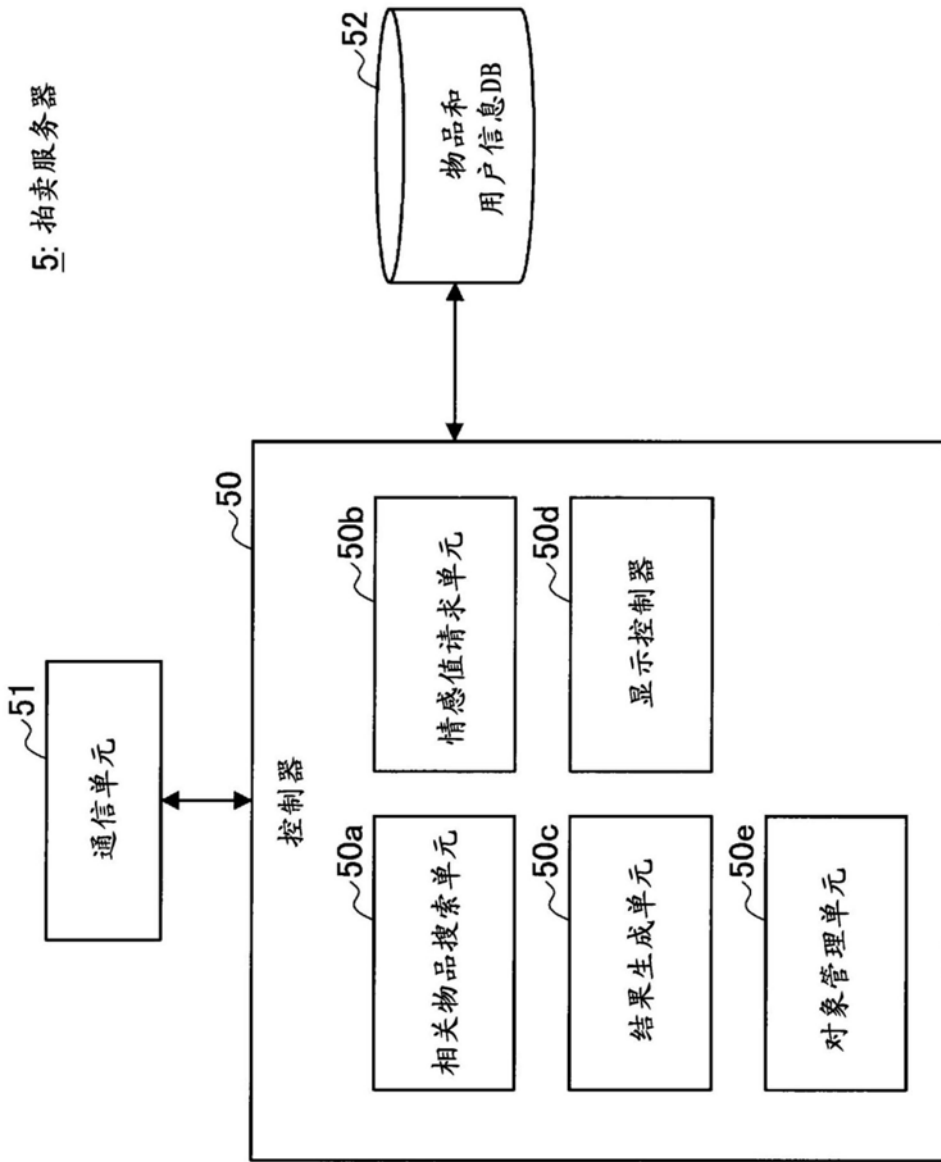 5: 拍卖服务器
51
通信单元
50
控制器
50a
相关物品搜索单元
50b
情感值请求单元
50c
结果生成单元
50d
显示控制器
50e
对象管理单元
52
物品和
用户信息DB